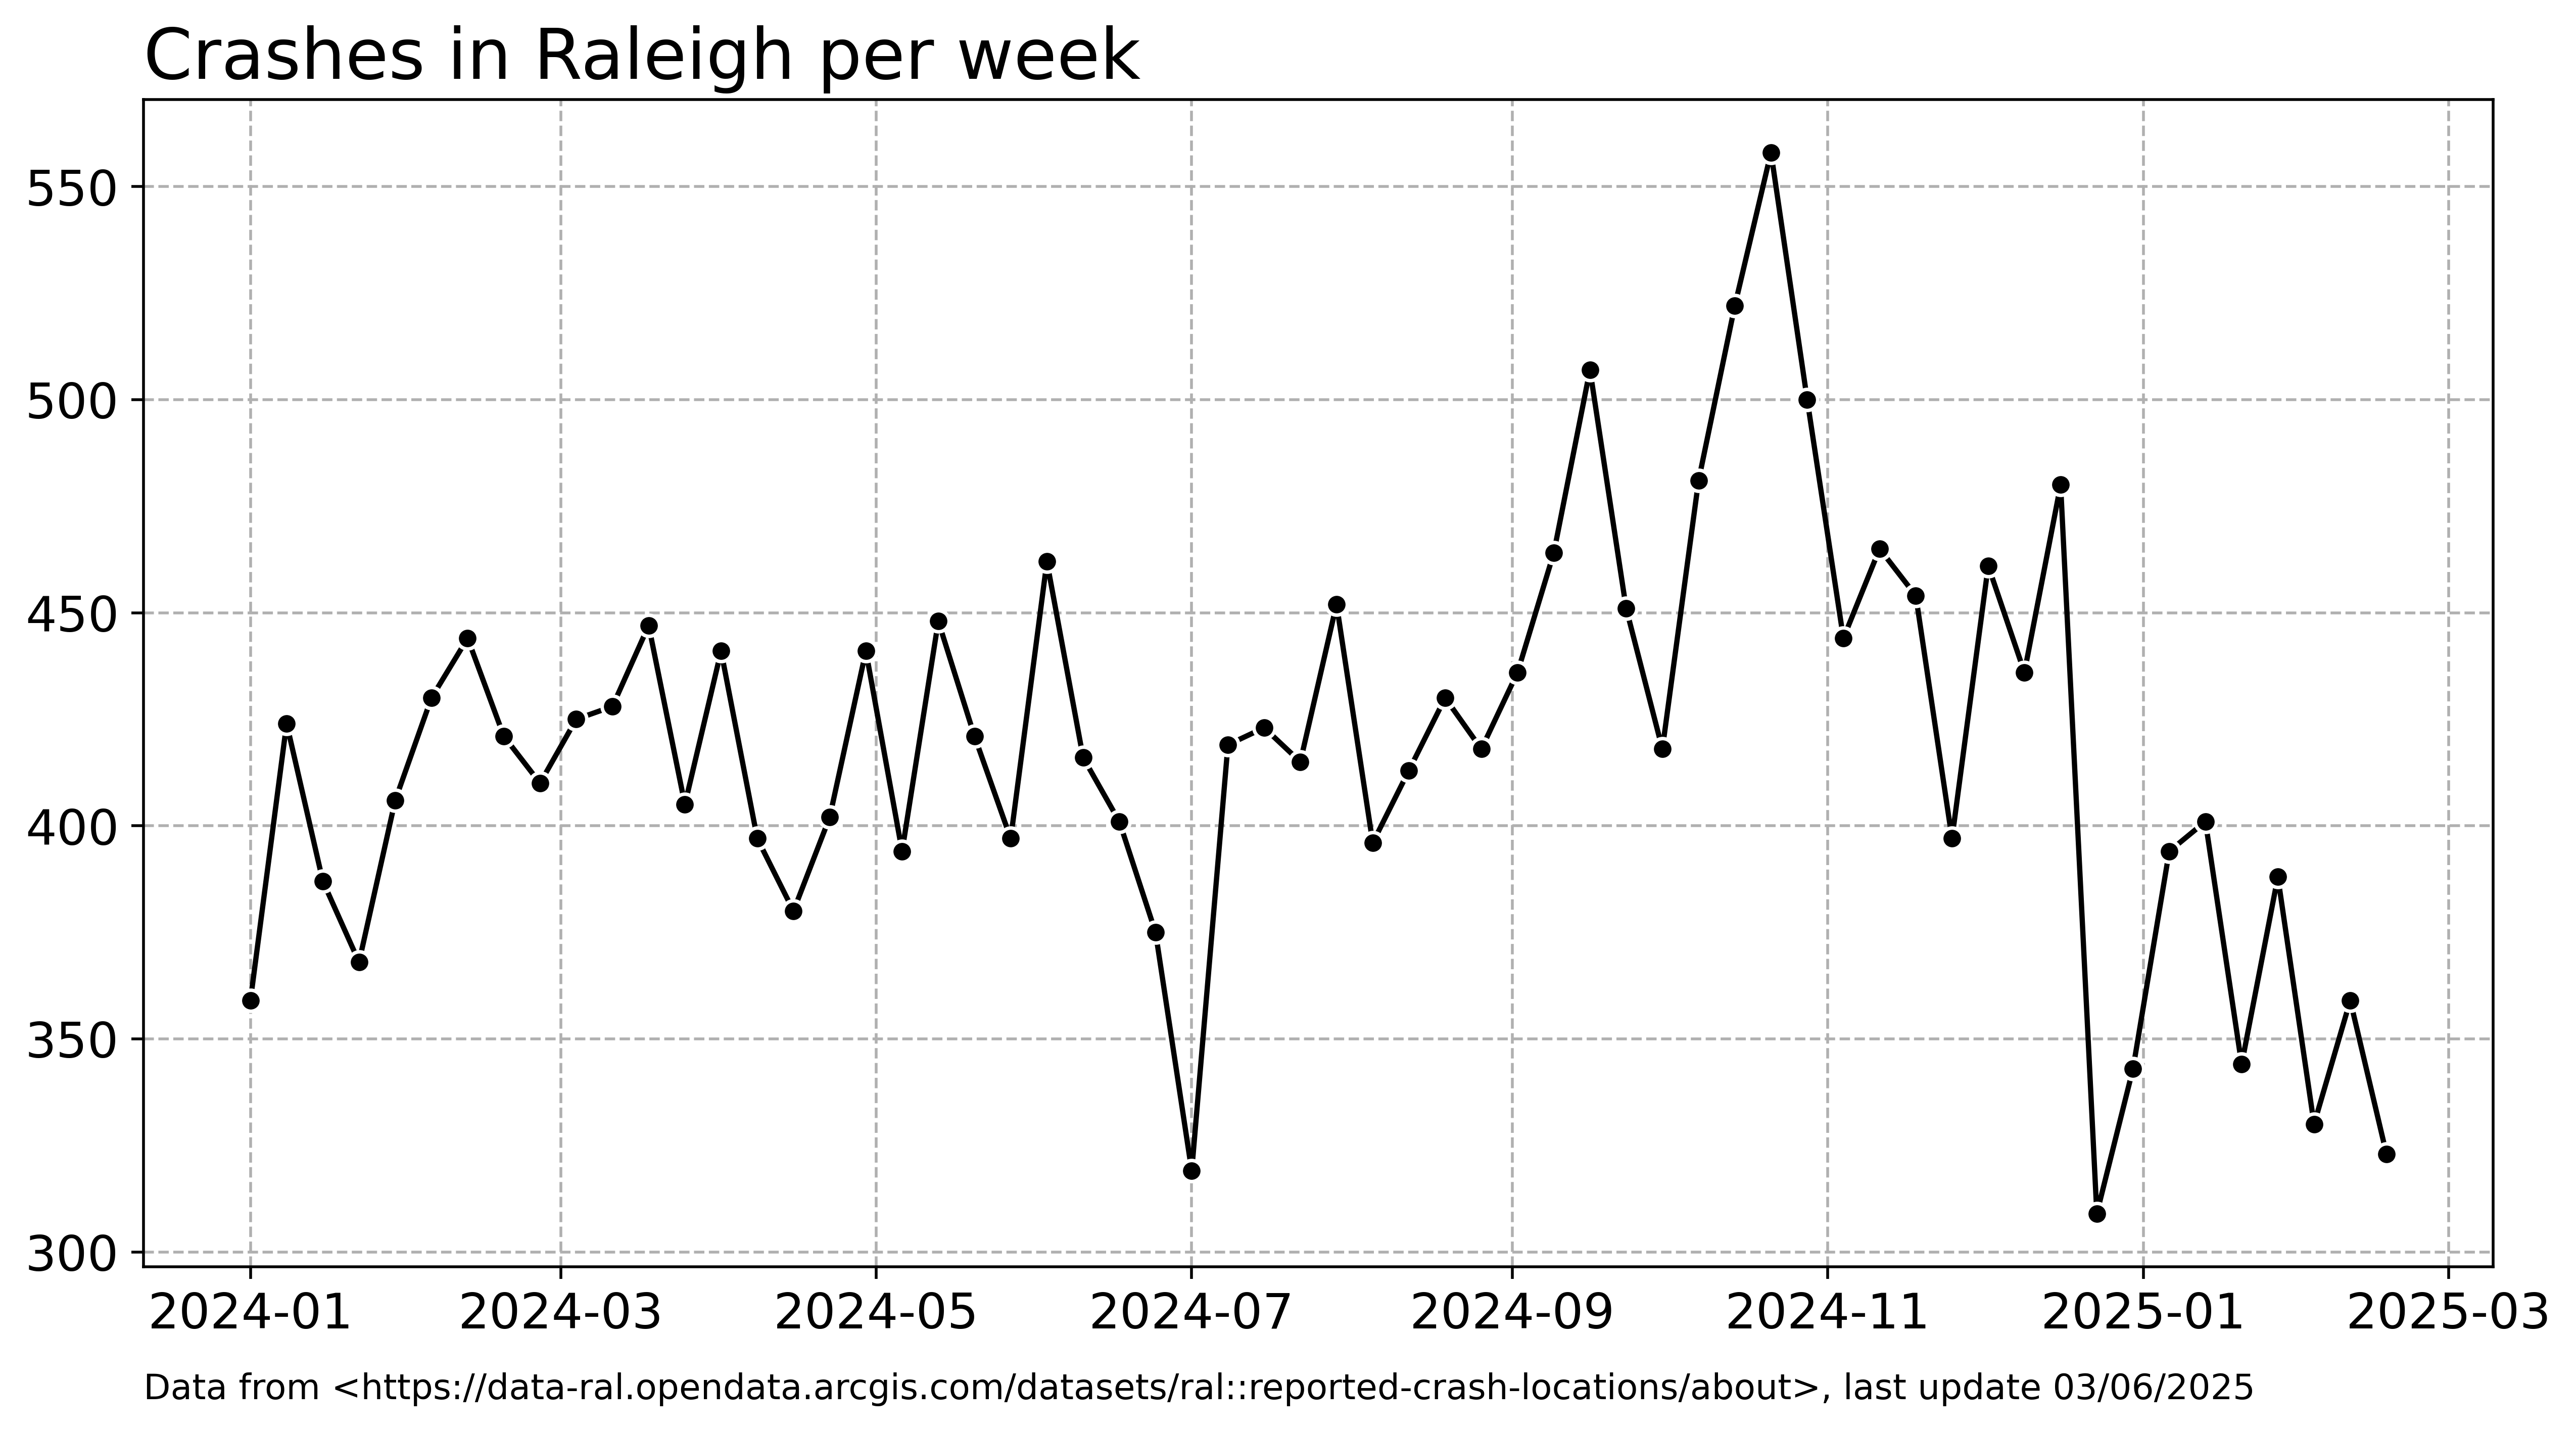 Crashes in Raleigh per week
550
500
450
400
350
300
2024-01 2024-03 2024-05 2024-07 2024-09 2024-11 2025-01 2025-03
Data from <https://data-ral.opendata.arcgis.com/datasets/ral::reported-crash-locations/about>, last update 03/06/2025